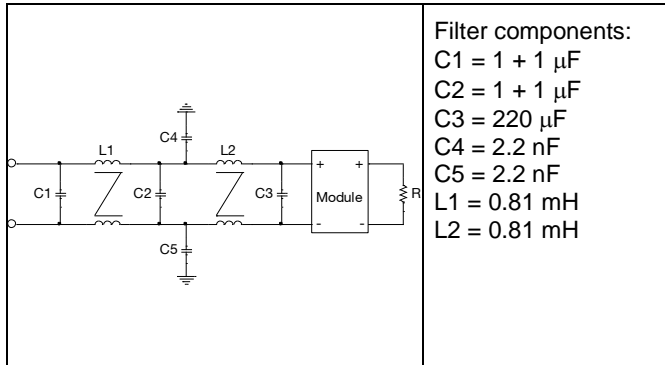 Filter components:
C1 = 1 + 1 μF
C2 = 1 + 1 μF
C3 = 220 μF
C4 = 2.2 nF
C5 = 2.2 nF
L1 = 0.81 mH
L2 = 0.81 mH
C4
L1
L2
+ +
C1
C2
C3
Module
R
- -
C5